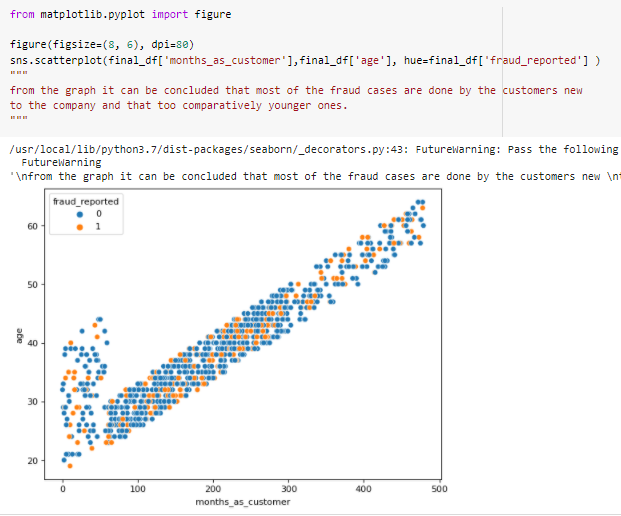 from matplotlib.pyplot import figure
figure(figsize=(8, 6), dpi=80)
sns.scatterplot(final_df['months_as_customer'],final_df['age'], hue=final_df['fraud_reported'] )
"""
from the graph it can be concluded that most of the fraud cases are done by the customers new
to the company and that too comparatively younger ones.
"""
/usr/local/lib/python3.7/dist-packages/seaborn/_decorators.py:43: FutureWarning: Pass the following
FutureWarning
'\nfrom the graph it can be concluded that most of the fraud cases are done by the customers new \n
fraud_reported
0
1
60
50
40
30
20
age
0 100 200 300 400 500
months_as_customer